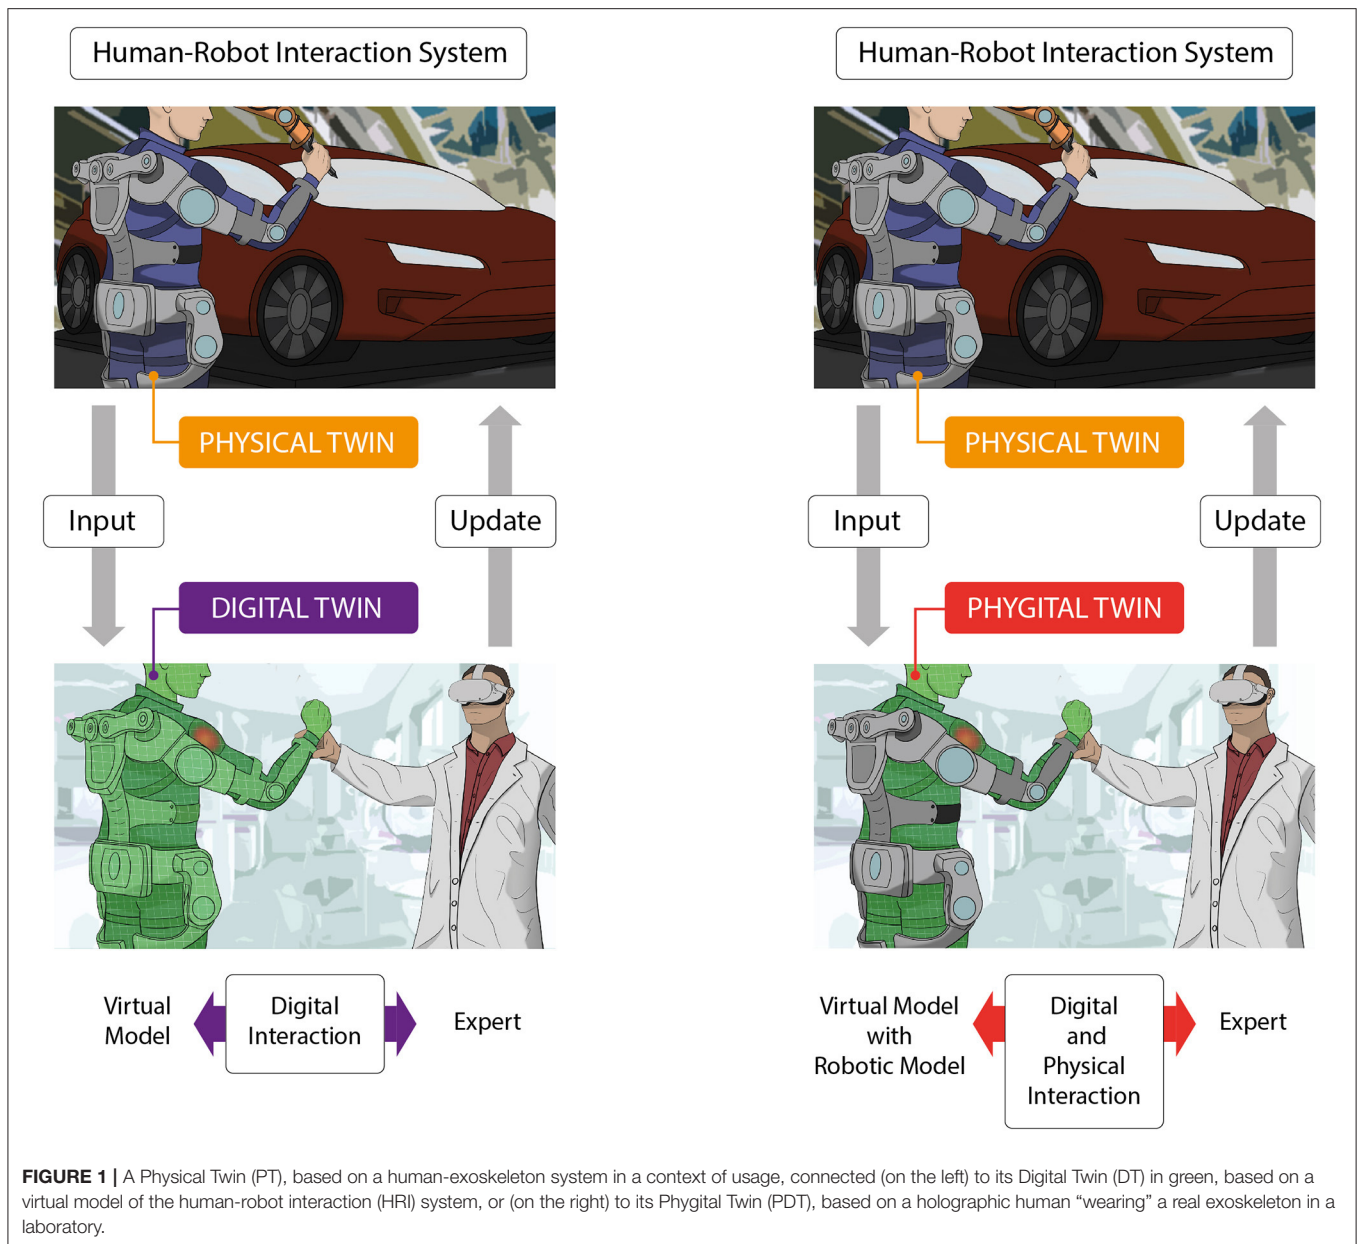 Human-Robot Interaction System
PHYSICAL TWIN
Input
Update
DIGITAL TWIN
Virtual
Model
Digital
Interaction
Expert
Human-Robot Interaction System
PHYSICAL TWIN
Input
Update
PHYGITAL TWIN
Virtual Model
with
Robotic Model
Digital
and
Physical
Interaction
Expert
FIGURE 1 | A Physical Twin (PT), based on a human-exoskeleton system in a context of usage, connected (on the left) to its Digital Twin (DT) in green, based on a
virtual model of the human-robot interaction (HRI) system, or (on the right) to its Phygital Twin (PDT), based on a holographic human “wearing” a real exoskeleton in a
laboratory.